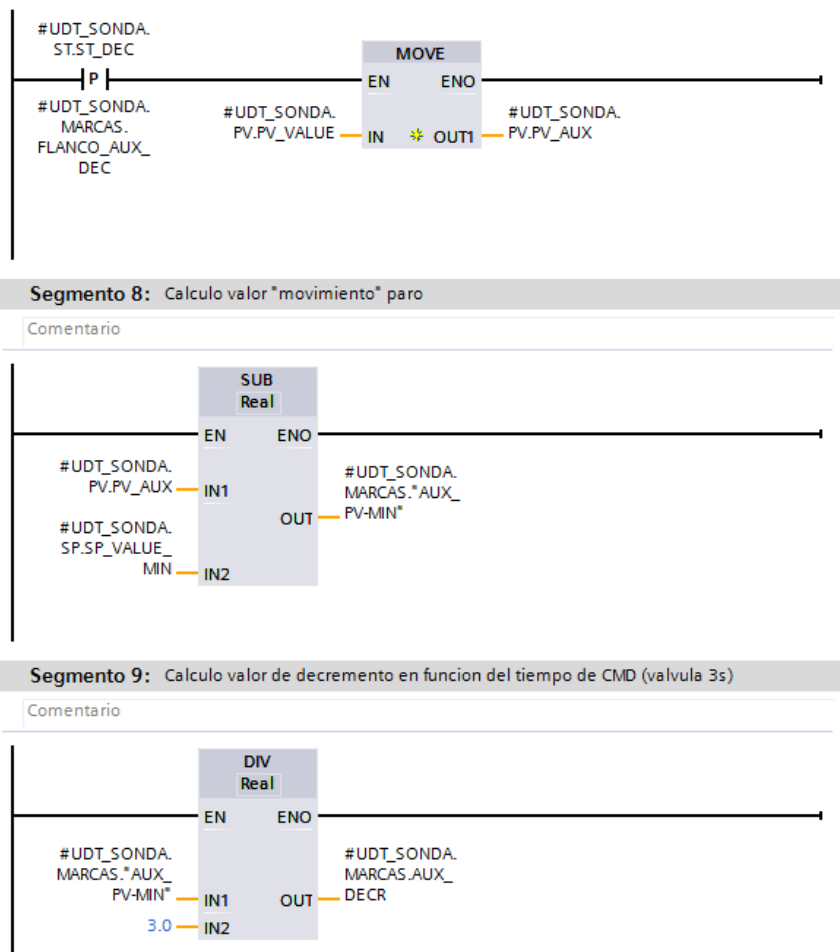 #UDT_SONDA.
ST.ST_DEC
P
#UDT_SONDA.
MARCAS.
FLANCO_AUX_
DEC
MOVE
EN ENO
#UDT_SONDA.
PV.PV_VALUE
IN OUT1
#UDT_SONDA.
PV.PV_AUX
Segmento 8: Calculo valor "movimiento" paro
Comentario
SUB
Real
EN ENO
#UDT_SONDA.
PV.PV_AUX
IN1
#UDT_SONDA.
SP.SP_VALUE_
MIN
IN2
OUT
#UDT_SONDA.
MARCAS."AUX_
PV-MIN"
Segmento 9: Calculo valor de decremento en funcion del tiempo de CMD (valvula 3s)
Comentario
DIV
Real
EN ENO
#UDT_SONDA.
MARCAS."AUX_
PV-MIN"
IN1
3.0
IN2
OUT
#UDT_SONDA.
MARCAS.AUX_
DECR